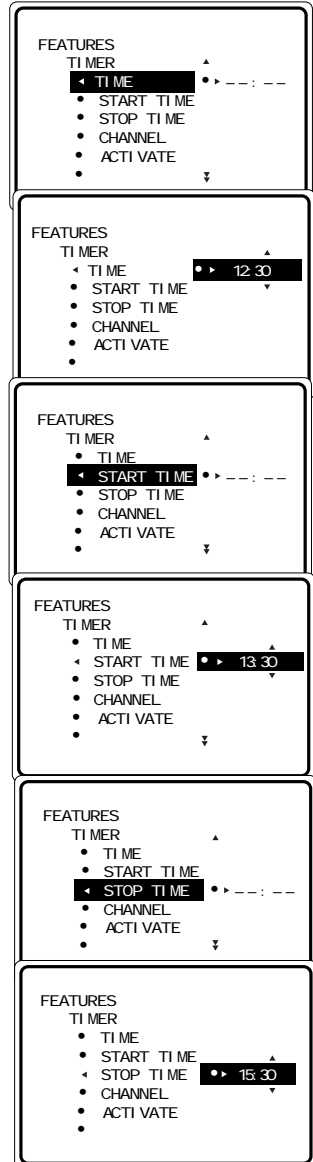 FEATURES
TIMER
TIME --:--
START TIME
STOP TIME
CHANNEL
ACTIVATE
FEATURES
TIMER
TIME 12:30
START TIME
STOP TIME
CHANNEL
ACTIVATE
FEATURES
TIMER
TIME
START TIME --:--
STOP TIME
CHANNEL
ACTIVATE
FEATURES
TIMER
TIME
START TIME 13:30
STOP TIME
CHANNEL
ACTIVATE
FEATURES
TIMER
TIME
START TIME
STOP TIME --:--
CHANNEL
ACTIVATE
FEATURES
TIMER
TIME
START TIME
STOP TIME 15:30
CHANNEL
ACTIVATE